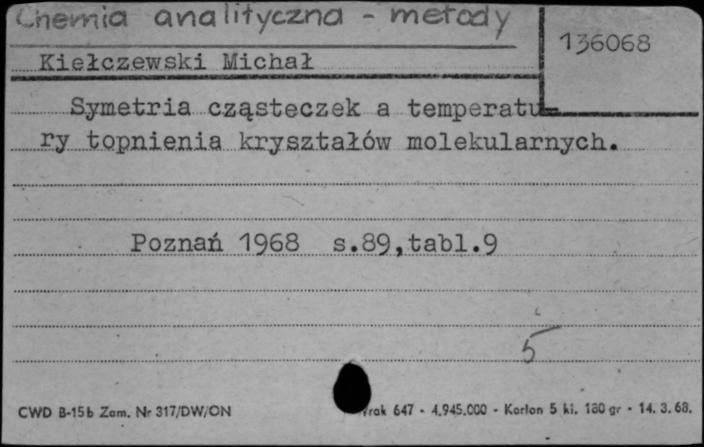 Chemia analityczna - metody
136068
Kiełczewski Michał
Symetria cząsteczek a temperatu-
ry topnienia kryształów molekularnych.
Poznań 1968 s.89,tabl.9
5
CWD B-15b Zam. Nr 317/DW/ON 647 - 4.945.000 - Karton 5 kl. 180 gr - 14. 3. 68.